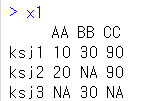 > x1
     AA BB CC
ksj1 10 30 90
ksj2 20 NA 90
ksj3 NA 30 NA